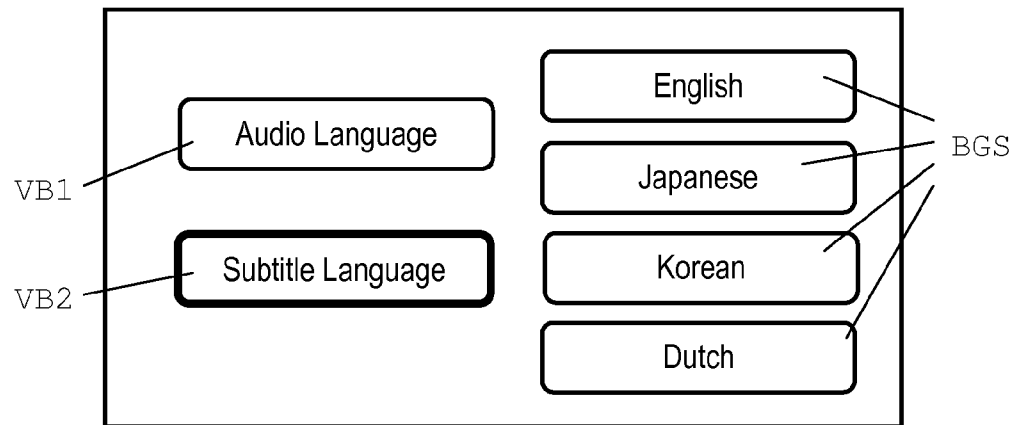 English
Audio Language
BGS
Japanese
VB1
Subtitle Language
Korean
VB2
Dutch